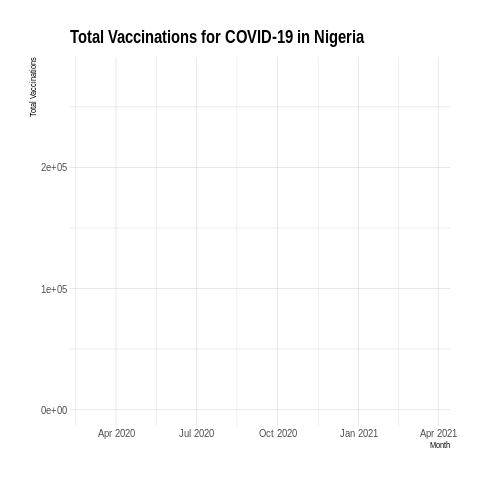 Total Vaccinations for COVID-19 in Nigeria
Total Vaccinations
2e+05
1e+05
0e+00
Apr 2020 Jul 2020 Oct 2020 Jan 2021 Apr 2021
Month